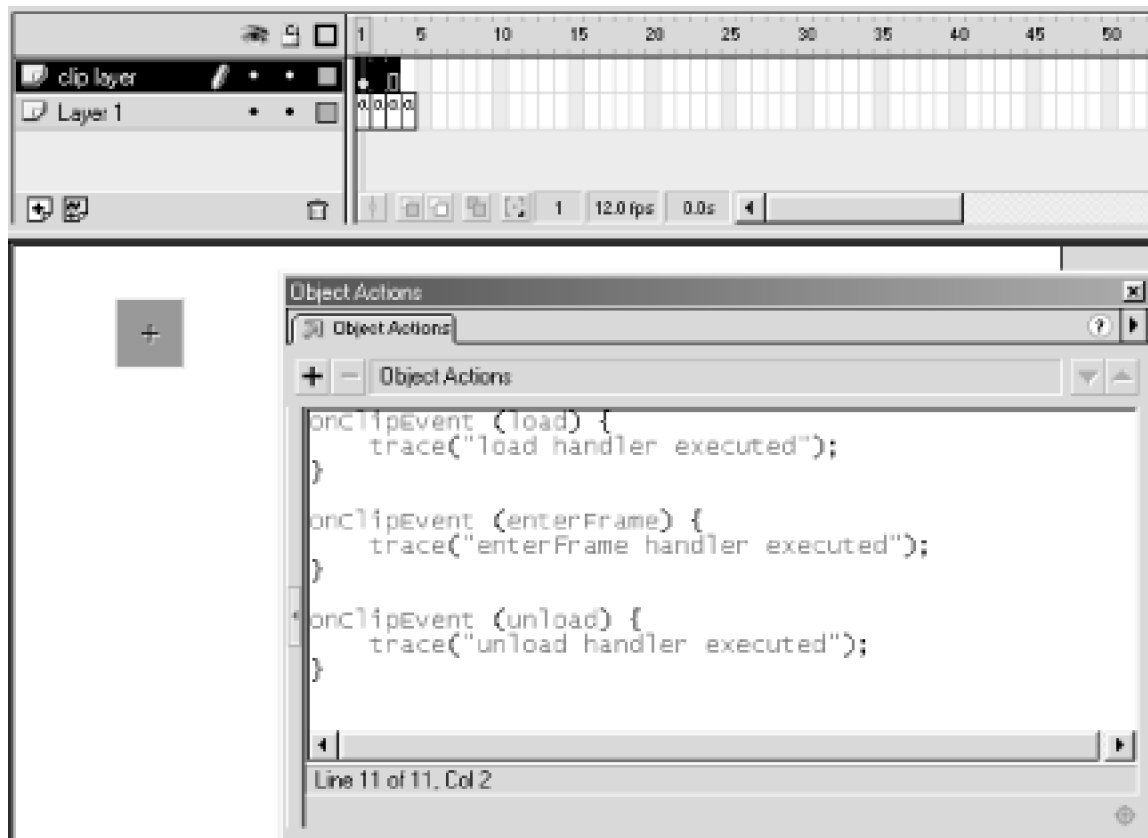 1 5 10 15 20 25 30 35 40 45 50
clip layer
Layer 1
a a a a
1 12.0 fps 0.0s
Object Actions
Object Actions
Object Actions
onClipEvent (load) {
trace("load handler executed");
}
onClipEvent (enterFrame) {
trace("enterFrame handler executed");
}
onClipEvent (unload) {
trace("unload handler executed");
}
Line 11 of 11, Col 2